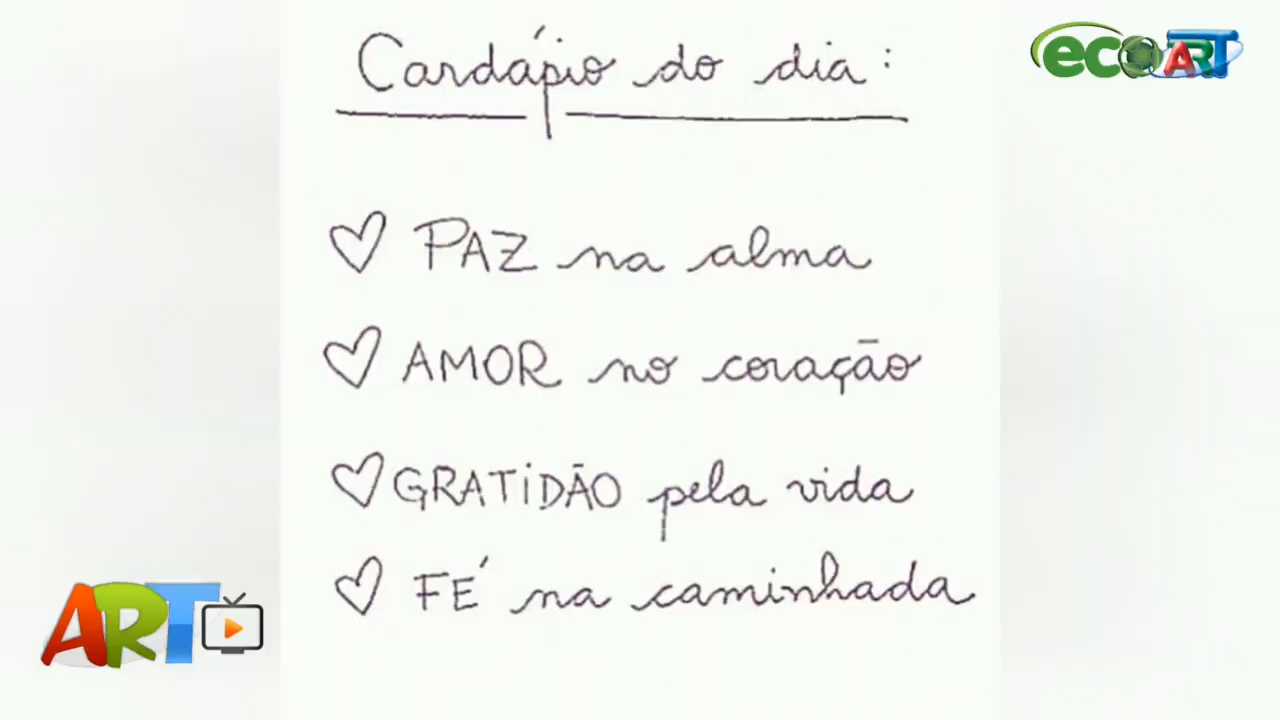 Cardápio do dia:
ecoART
PAZ na alma
AMOR no coração
GRATIDÃO pela vida
FÉ na caminhada
ART